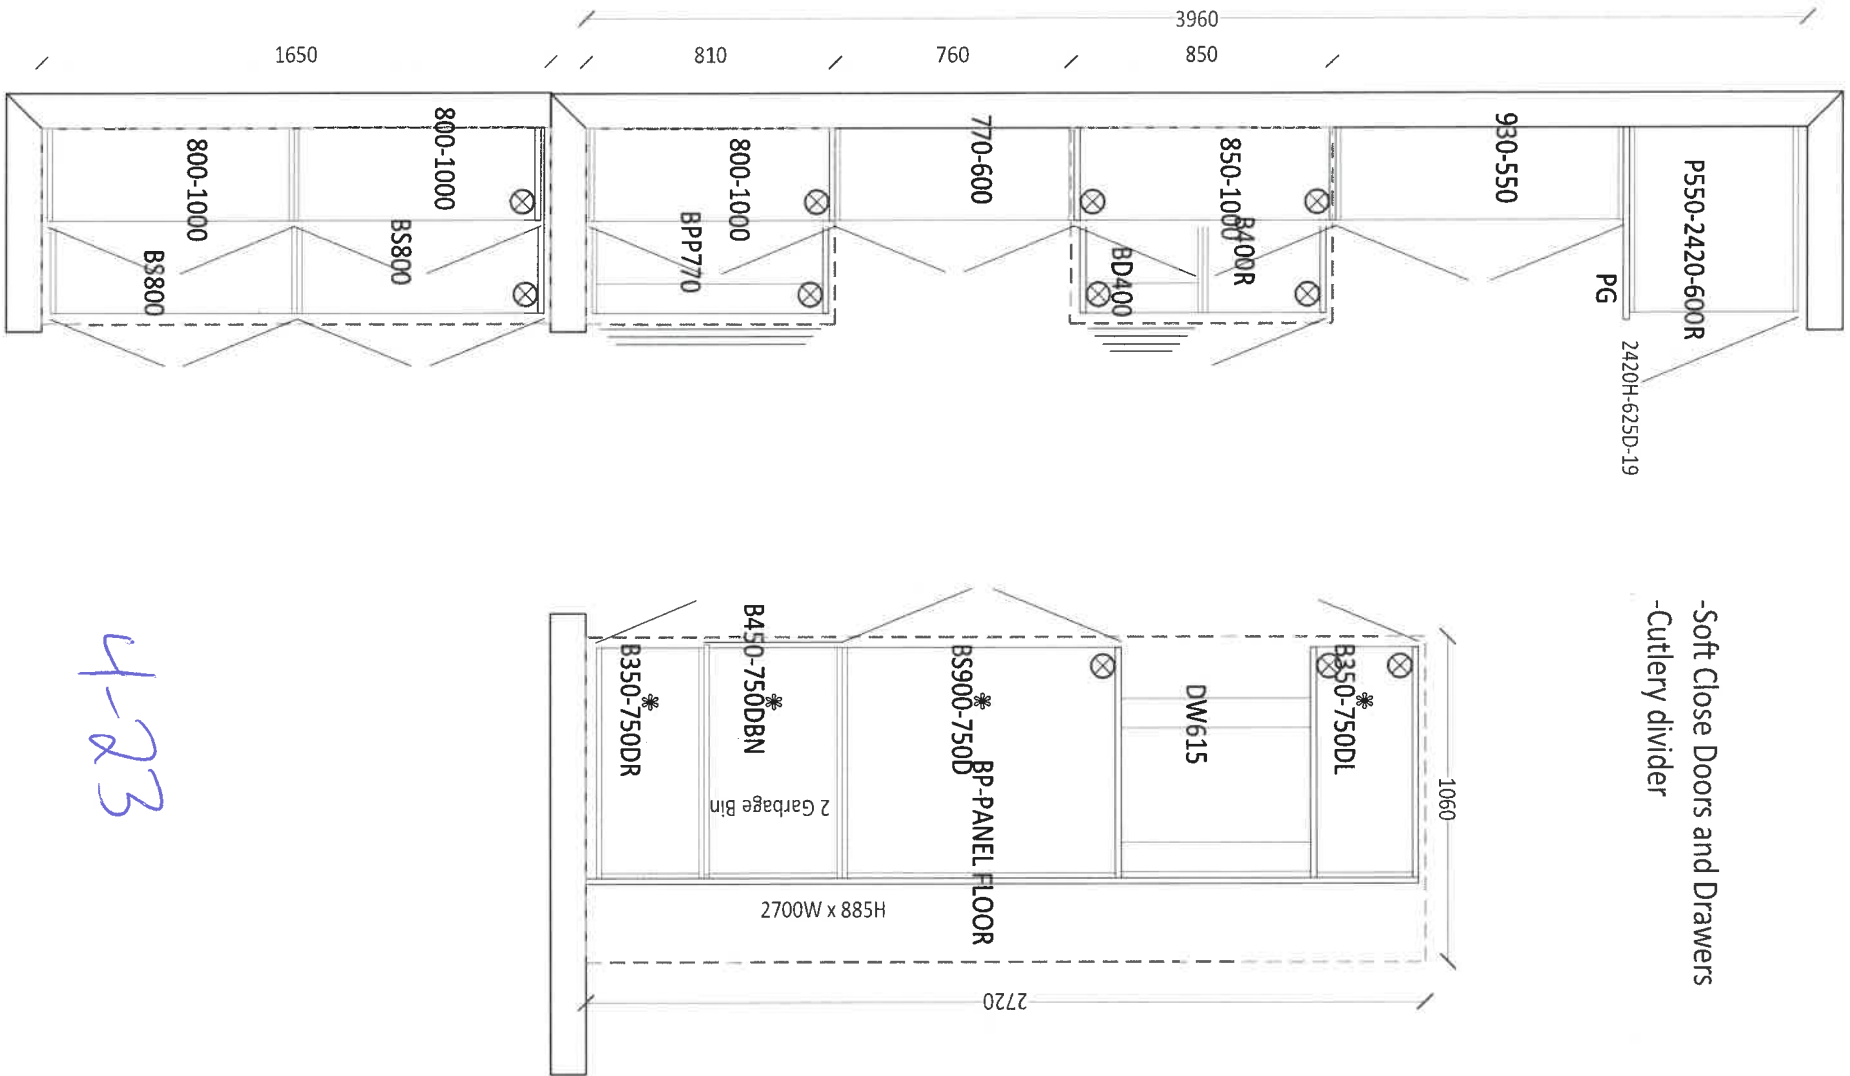 3960
1650
810
760
850
800-1000
800-1000
BS800
BS800
800-1000
BPP770
770-600
850-1000
B400R
BD400
930-550
P550-2420-600R
PG
2420H-625D-19
-Soft Close Doors and Drawers
-Cutlery divider
B350-750DR
B450-750DBN
2 Garbage Bin
BS900-750D
BP-PANEL FLOOR
2700W x 885H
DW615
B350-750DL
1060
2720
4-23